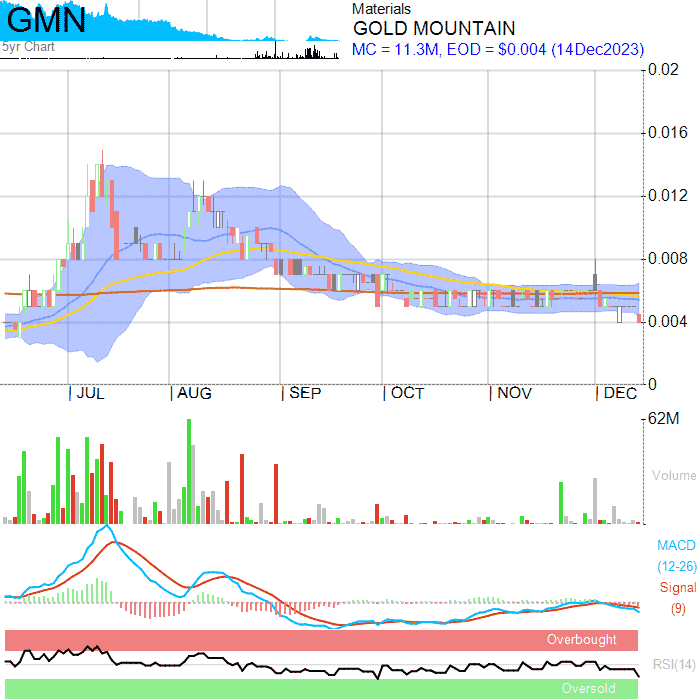 GMN
5yr Chart
Materials
GOLD MOUNTAIN
MC = 11.3M, EOD = $0.004 (14Dec2023)
0.02
0.016
0.012
0.008
0.004
0
JUL AUG SEP OCT NOV DEC
62M
Volume
MACD
(12-26)
Signal
(9)
Overbought
RSI(14)
Oversold